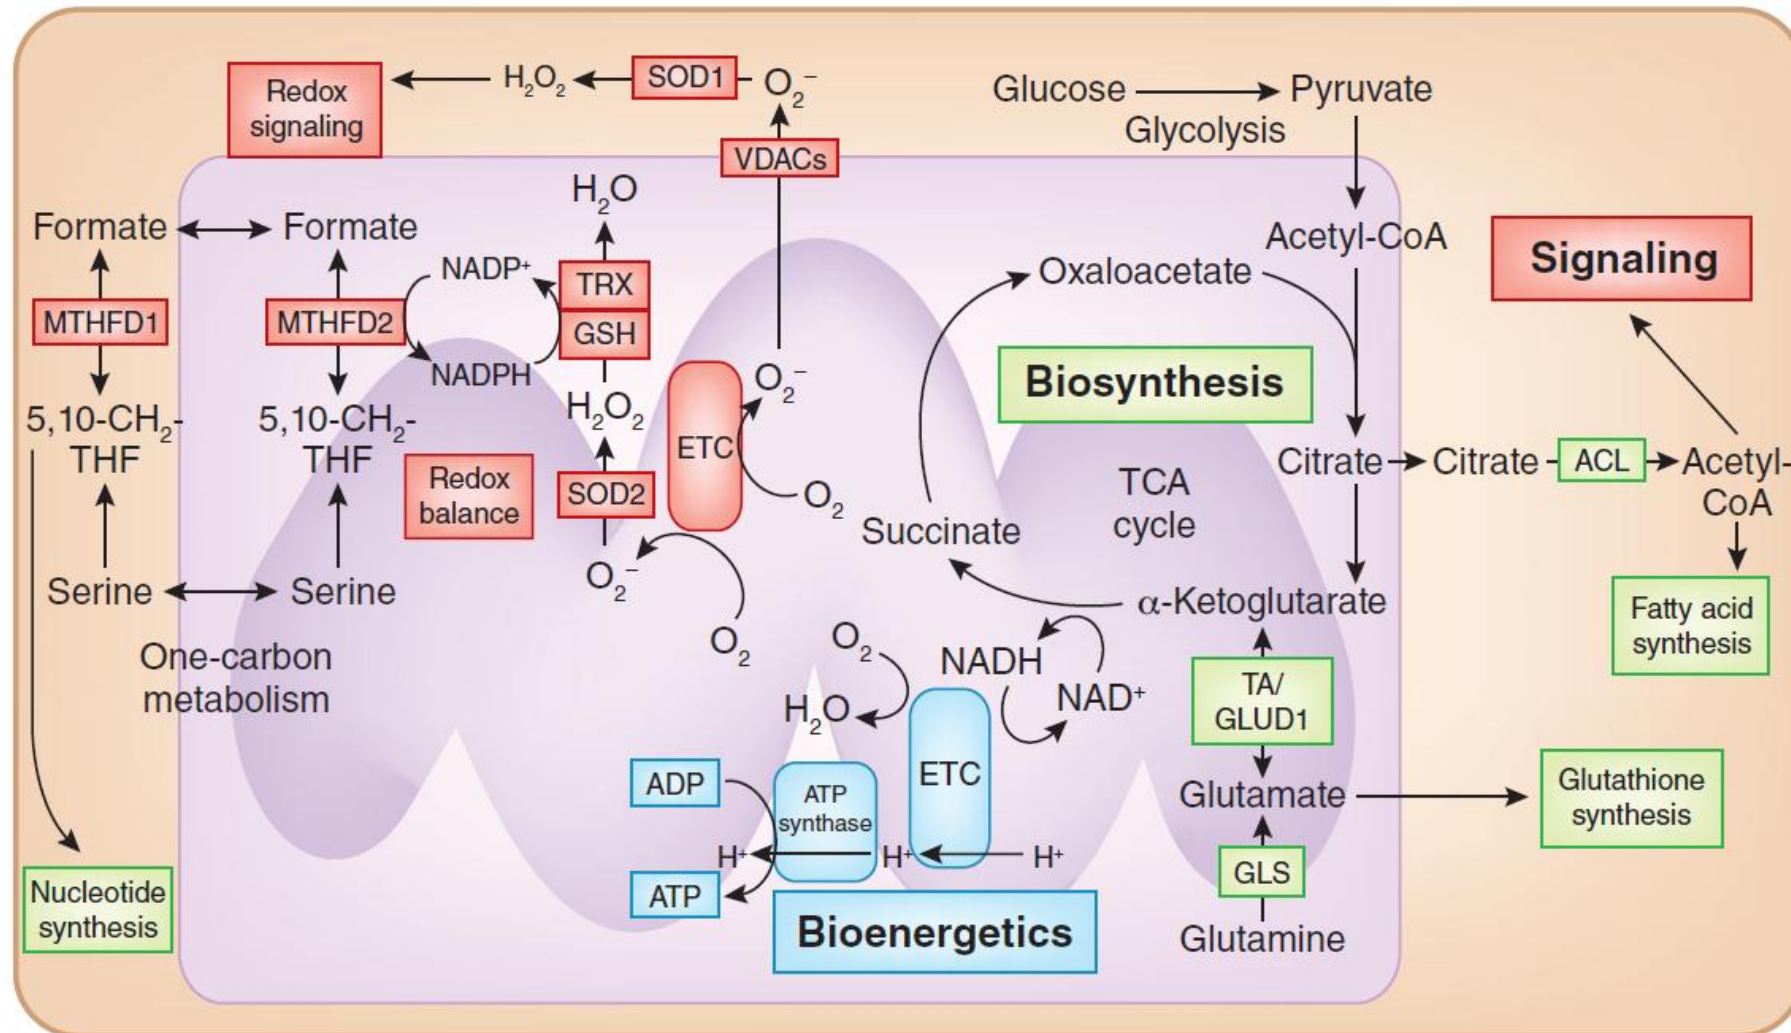 Redox
signaling
H₂O₂
SOD1
O₂⁻
Glucose
Pyruvate
Glycolysis
VDACs
H₂O
Formate
Formate
Acetyl-CoA
Signaling
NADP⁺
TRX
Oxaloacetate
MTHFD1
MTHFD2
GSH
NADPH
O₂⁻
Biosynthesis
5,10-CH₂-
THF
5,10-CH₂-
THF
H₂O₂
ETC
Redox
balance
SOD2
O₂
Citrate
Citrate
ACL
Acetyl-
CoA
TCA
cycle
Succinate
O₂⁻
Serine
Serine
α-Ketoglutarate
Fatty acid
synthesis
O₂
O₂
NADH
NAD⁺
One-carbon
metabolism
TA/
GLUD1
H₂O
ADP
ATP
synthase
ETC
Glutamate
Glutathione
synthesis
H⁺
H⁺
H⁺
ATP
GLS
Nucleotide
synthesis
Bioenergetics
Glutamine